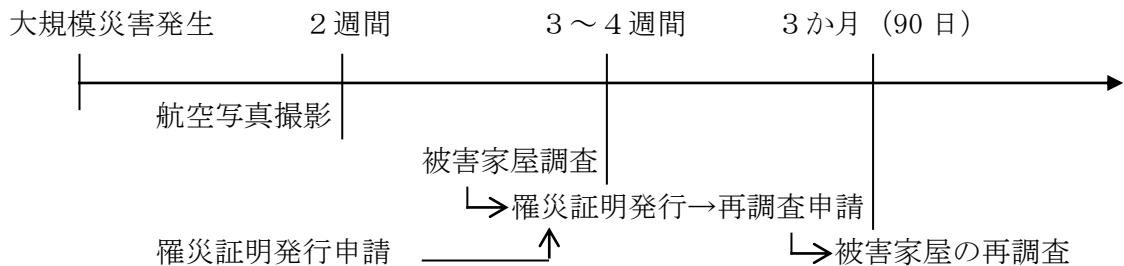 大規模災害発生 2週間 3～4週間 3か月（90日）
航空写真撮影
被害家屋調査
罹災証明発行→再調査申請
罹災証明発行申請 被害家屋の再調査